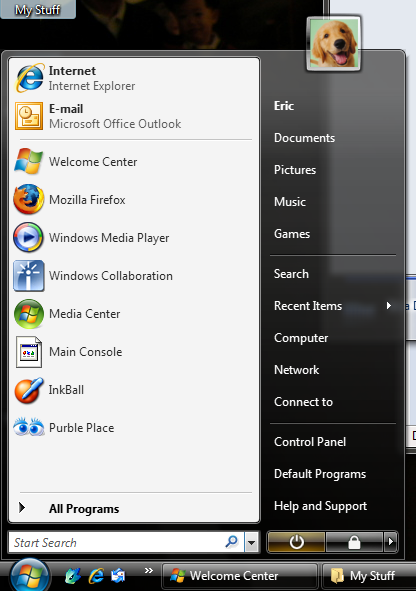 My Stuff
Internet
Internet Explorer
E-mail
Microsoft Office Outlook
Welcome Center
Mozilla Firefox
Windows Media Player
Windows Collaboration
Media Center
Main Console
InkBall
Purble Place
All Programs
Start Search
Eric
Documents
Pictures
Music
Games
Search
Recent Items
Computer
Network
Connect to
Control Panel
Default Programs
Help and Support
Welcome Center
My Stuff